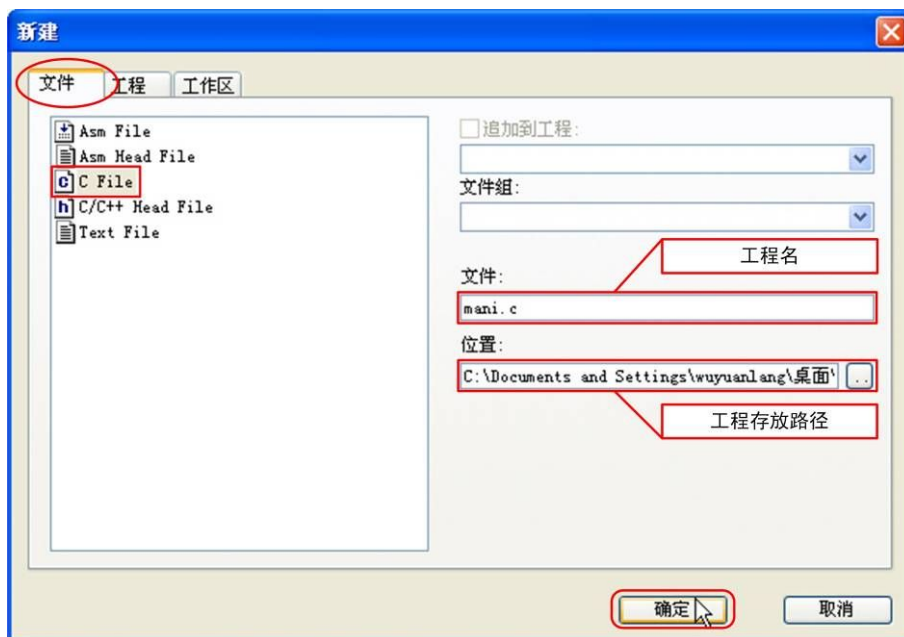 新建
文件 工程 工作区
Asm File
Asm Head File
C File
C/C++ Head File
Text File
追加到工程:
文件组:
工程名
文件:
mani.c
位置:
C:\Documents and Settings\wuyuanlang\桌面\
..
工程存放路径
确定 取消